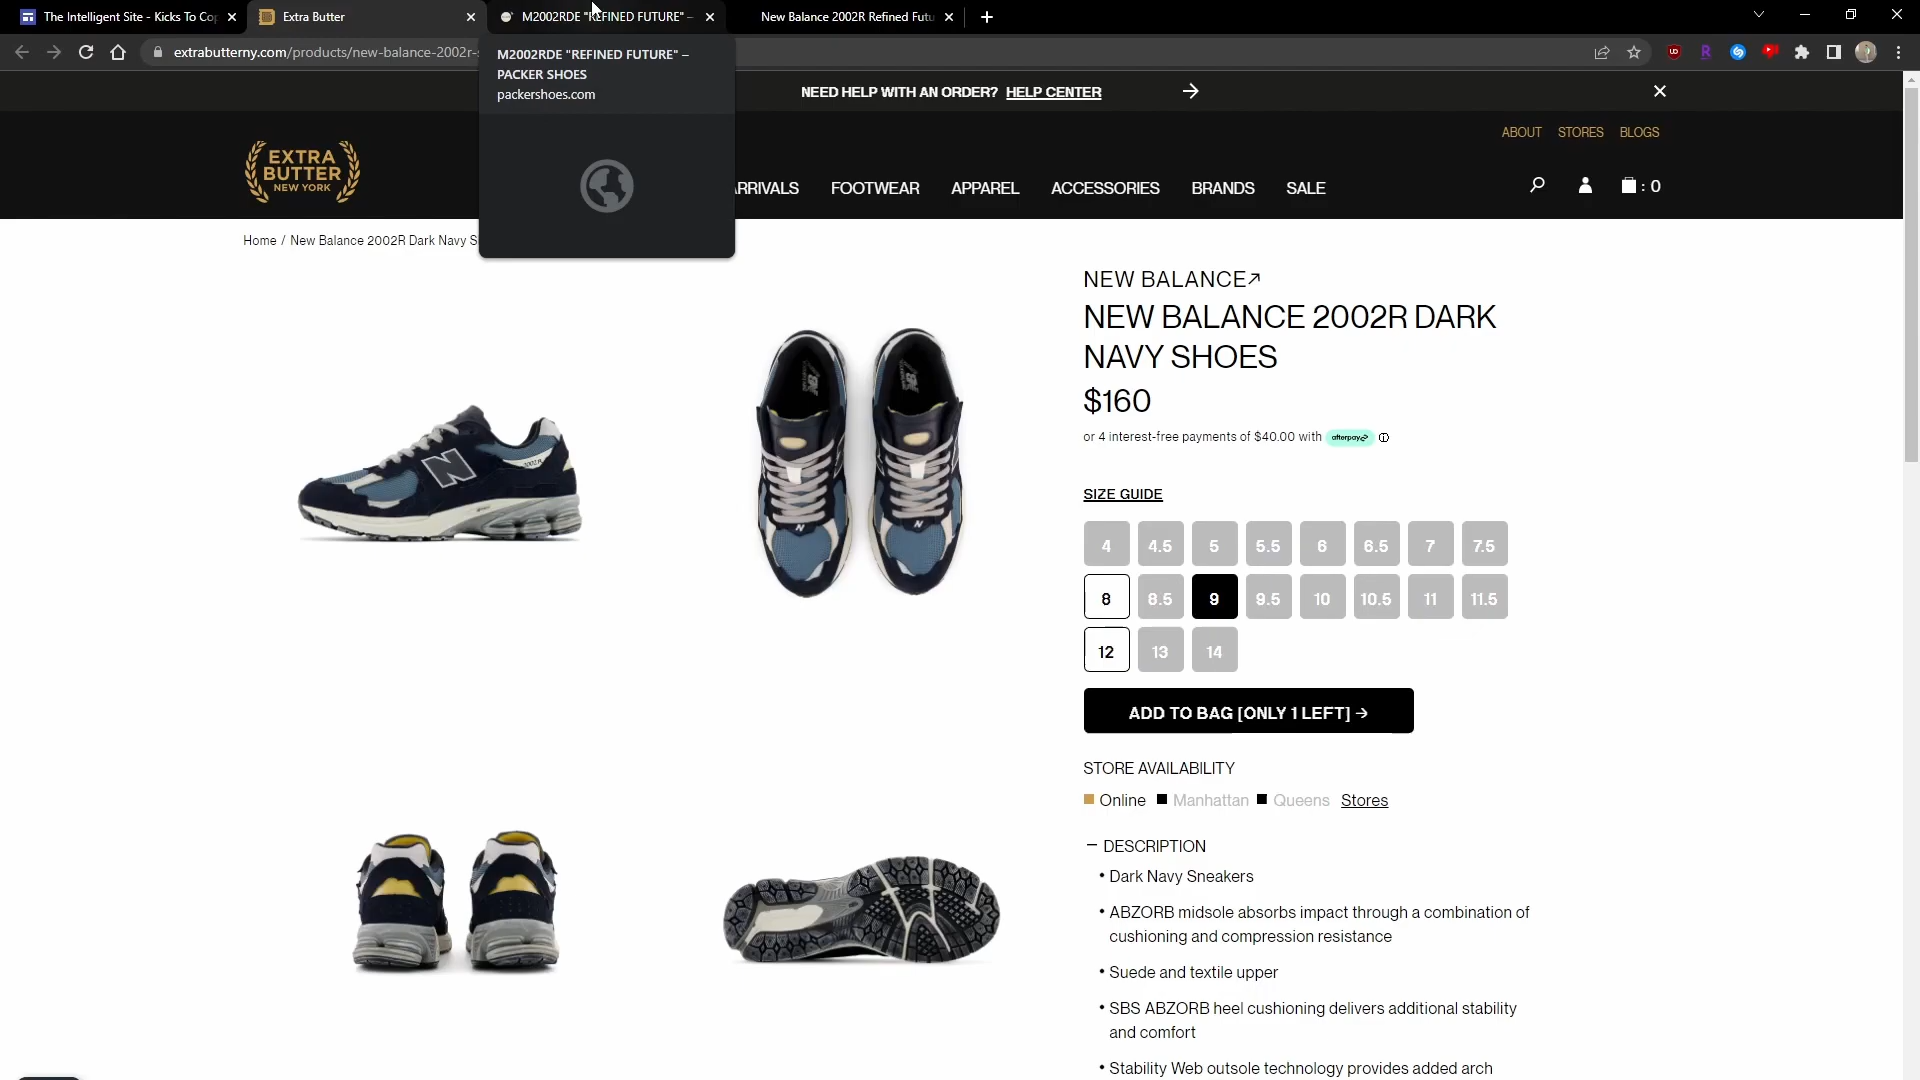 The Intelligent Site - Kicks To Cop
Extra Butter
M2002RDE "REFINED FUTURE" –
New Balance 2002R Refined Futu
extrabutterny.com/products/new-balance-2002r-s
M2002RDE "REFINED FUTURE" –
PACKER SHOES
packershoes.com
NEED HELP WITH AN ORDER? HELP CENTER
ABOUT STORES BLOGS
EXTRA
BUTTER
NEW YORK
ARRIVALS FOOTWEAR APPAREL ACCESSORIES BRANDS SALE
: 0
Home / New Balance 2002R Dark Navy S
NEW BALANCE
NEW BALANCE 2002R DARK
NAVY SHOES
$160
or 4 interest-free payments of $40.00 with afterpay
SIZE GUIDE
4 4.5 5 5.5 6 6.5 7 7.5
8 8.5 9 9.5 10 10.5 11 11.5
12 13 14
ADD TO BAG [ONLY 1 LEFT] →
STORE AVAILABILITY
Online Manhattan Queens Stores
– DESCRIPTION
• Dark Navy Sneakers
• ABZORB midsole absorbs impact through a combination of
cushioning and compression resistance
• Suede and textile upper
• SBS ABZORB heel cushioning delivers additional stability
and comfort
• Stability Web outsole technology provides added arch